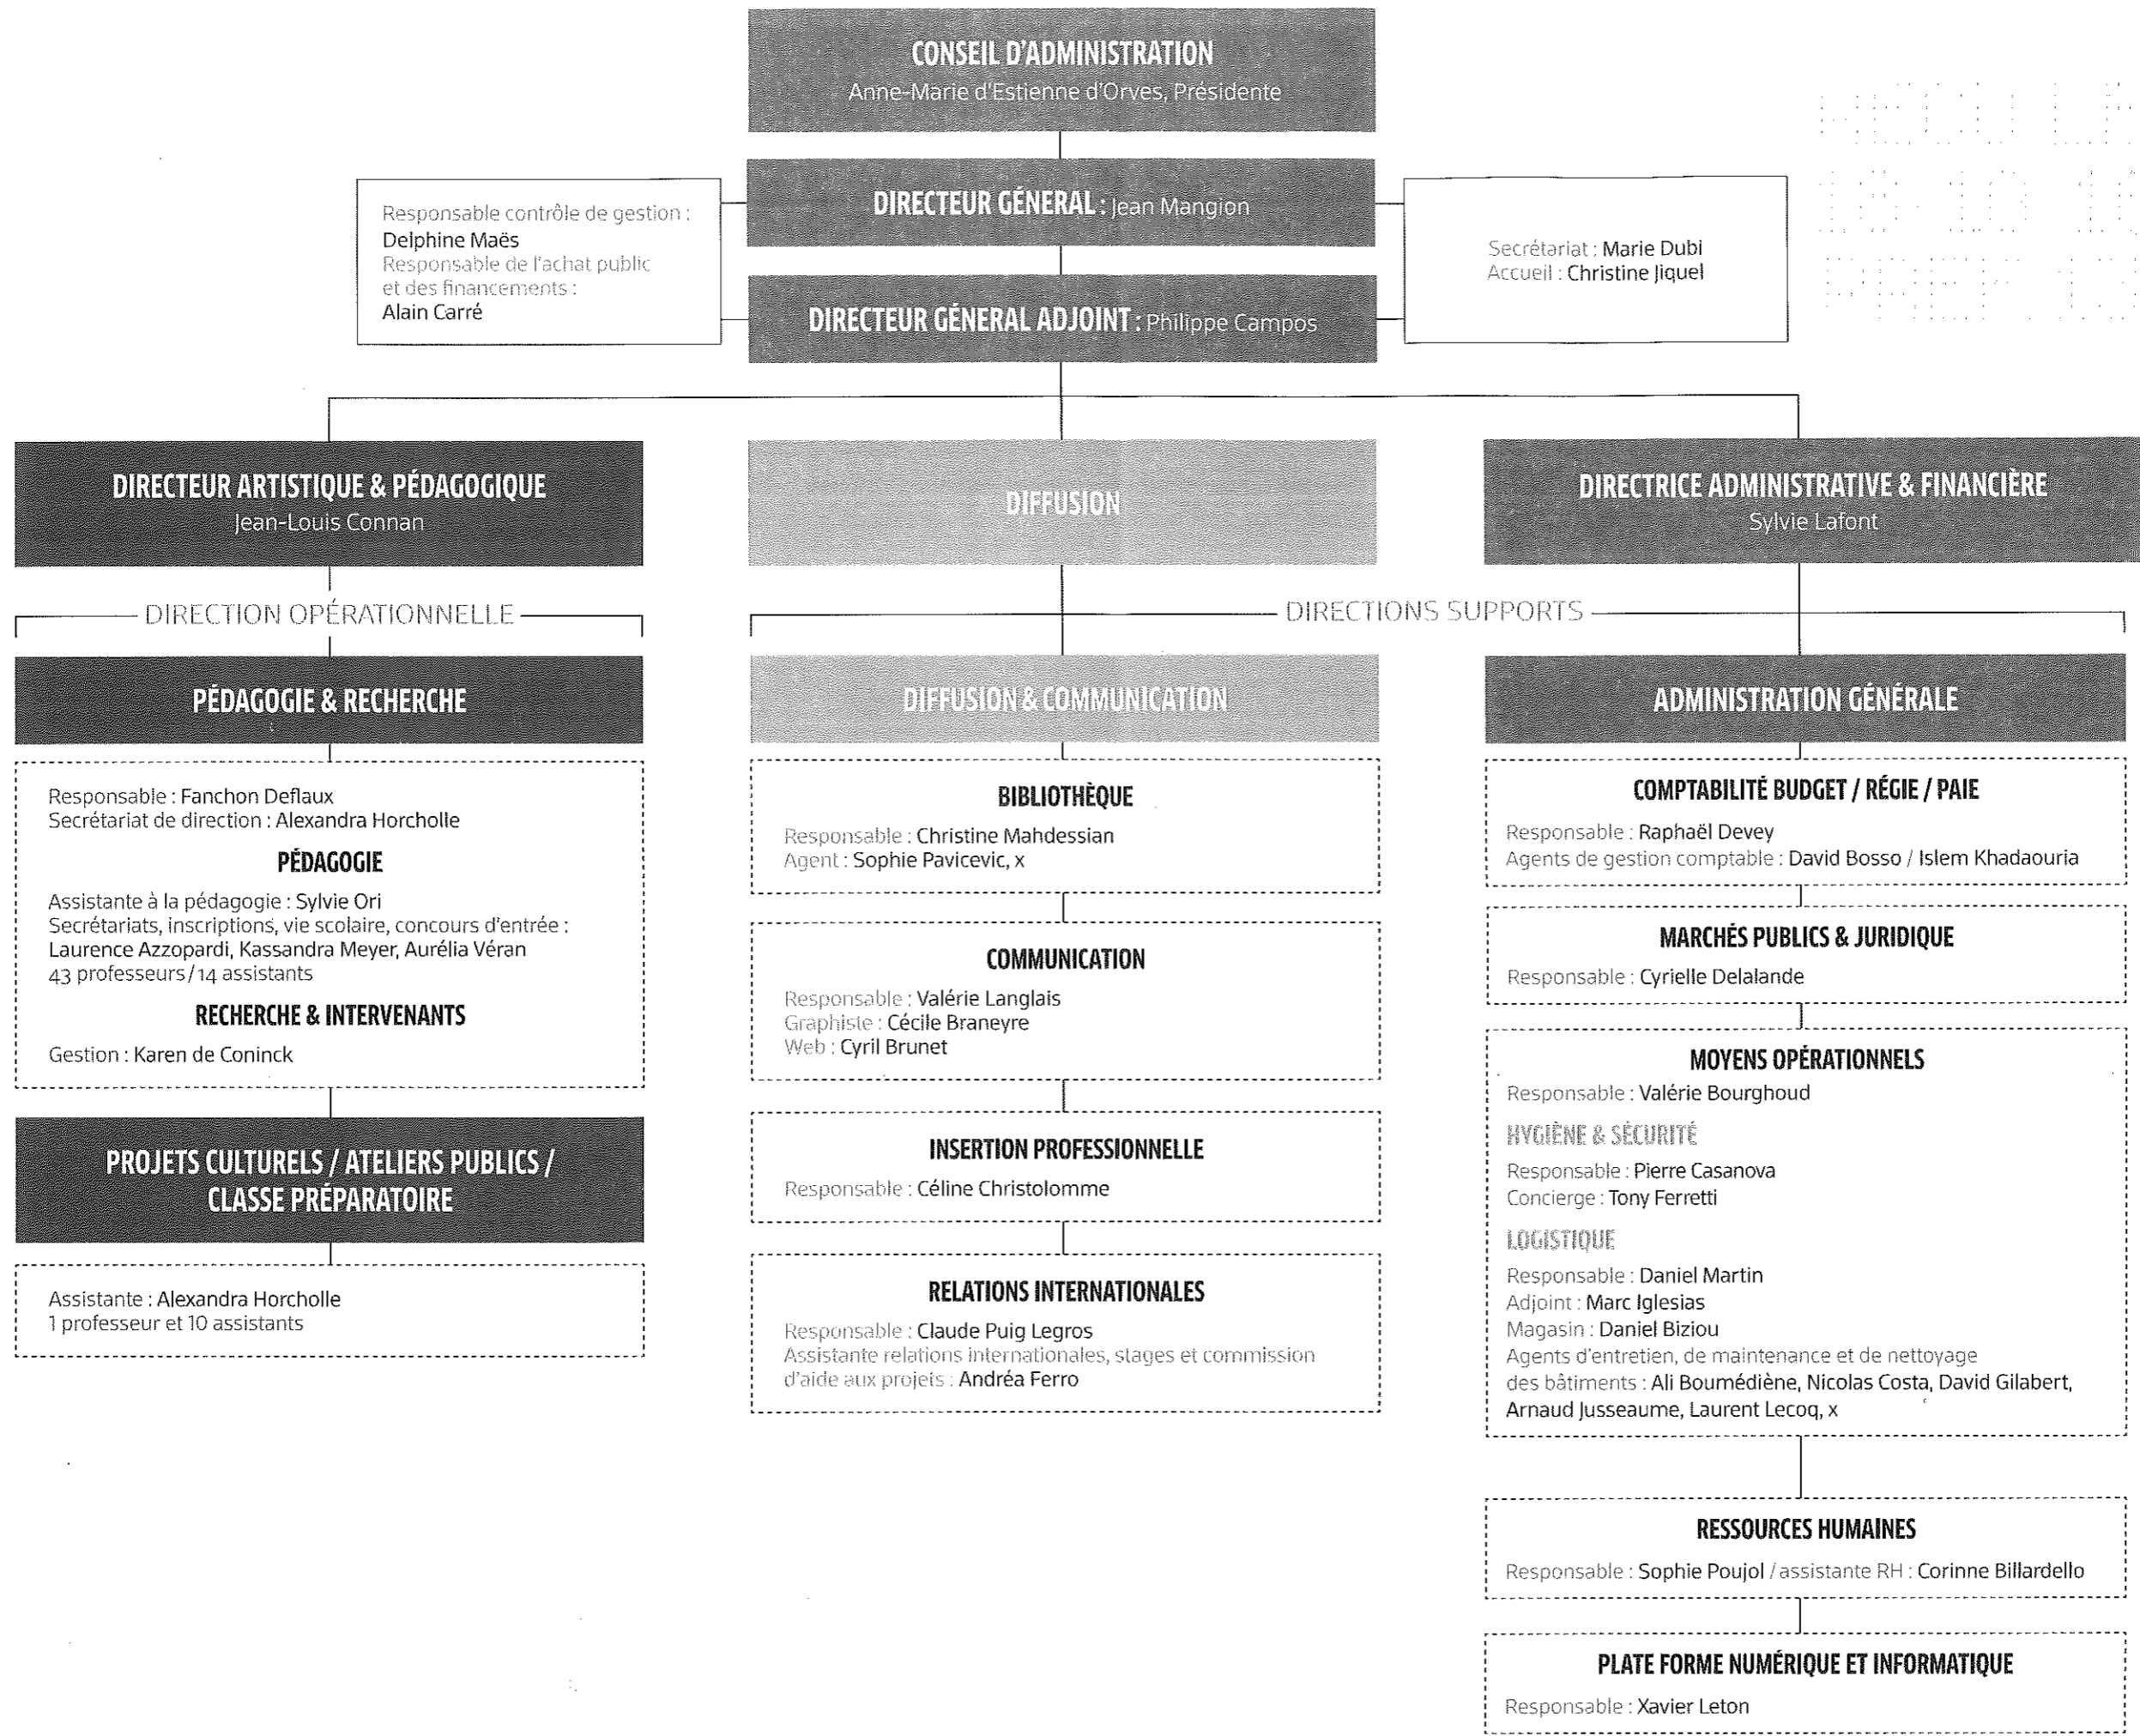 CONSEIL D'ADMINISTRATION
Anne-Marie d'Estienne d'Orves, Présidente
DIRECTEUR GÉNERAL : Jean Mangion
Responsable contrôle de gestion :
Delphine Maës
Responsable de l'achat public
et des financements :
Alain Carré
Secrétariat : Marie Dubi
Accueil : Christine Jiquel
DIRECTEUR GÉNERAL ADJOINT : Philippe Campos
DIRECTEUR ARTISTIQUE & PÉDAGOGIQUE
Jean-Louis Connan
DIRECTION OPÉRATIONNELLE
PÉDAGOGIE & RECHERCHE
Responsable : Fanchon Deflaux
Secrétariat de direction : Alexandra Horcholle
PÉDAGOGIE
Assistante à la pédagogie : Sylvie Ori
Secrétariats, inscriptions, vie scolaire, concours d'entrée :
Laurence Azzopardi, Kassandra Meyer, Aurélia Véran
43 professeurs/14 assistants
RECHERCHE & INTERVENANTS
Gestion : Karen de Coninck
PROJETS CULTURELS / ATELIERS PUBLICS /
CLASSE PRÉPARATOIRE
Assistante : Alexandra Horcholle
1 professeur et 10 assistants
DIFFUSION
DIRECTIONS SUPPORTS
DIFFUSION & COMMUNICATION
BIBLIOTHÈQUE
Responsable : Christine Mahdessian
Agent : Sophie Pavicevic, x
COMMUNICATION
Responsable : Valérie Langlais
Graphiste : Cécile Braneyre
Web : Cyril Brunet
INSERTION PROFESSIONNELLE
Responsable : Céline Christolomme
RELATIONS INTERNATIONALES
Responsable : Claude Puig Legros
Assistante relations internationales, stages et commission
d'aide aux projets : Andréa Ferro
DIRECTRICE ADMINISTRATIVE & FINANCIÈRE
Sylvie Lafont
ADMINISTRATION GÉNÉRALE
COMPTABILITÉ BUDGET / RÉGIE / PAIE
Responsable : Raphaël Devey
Agents de gestion comptable : David Bosso / Islem Khadaouria
MARCHÉS PUBLICS & JURIDIQUE
Responsable : Cyrielle Delalande
MOYENS OPÉRATIONNELS
Responsable : Valérie Bourghoud
HYGIÈNE & SÉCURITÉ
Responsable : Pierre Casanova
Concierge : Tony Ferretti
LOGISTIQUE
Responsable : Daniel Martin
Adjoint : Marc Iglesias
Magasin : Daniel Biziou
Agents d'entretien, de maintenance et de nettoyage
des bâtiments : Ali Boumédiène, Nicolas Costa, David Gilabert,
Arnaud Jusseaume, Laurent Lecoq, x
RESSOURCES HUMAINES
Responsable : Sophie Poujol / assistante RH : Corinne Billardello
PLATE FORME NUMÉRIQUE ET INFORMATIQUE
Responsable : Xavier Leton